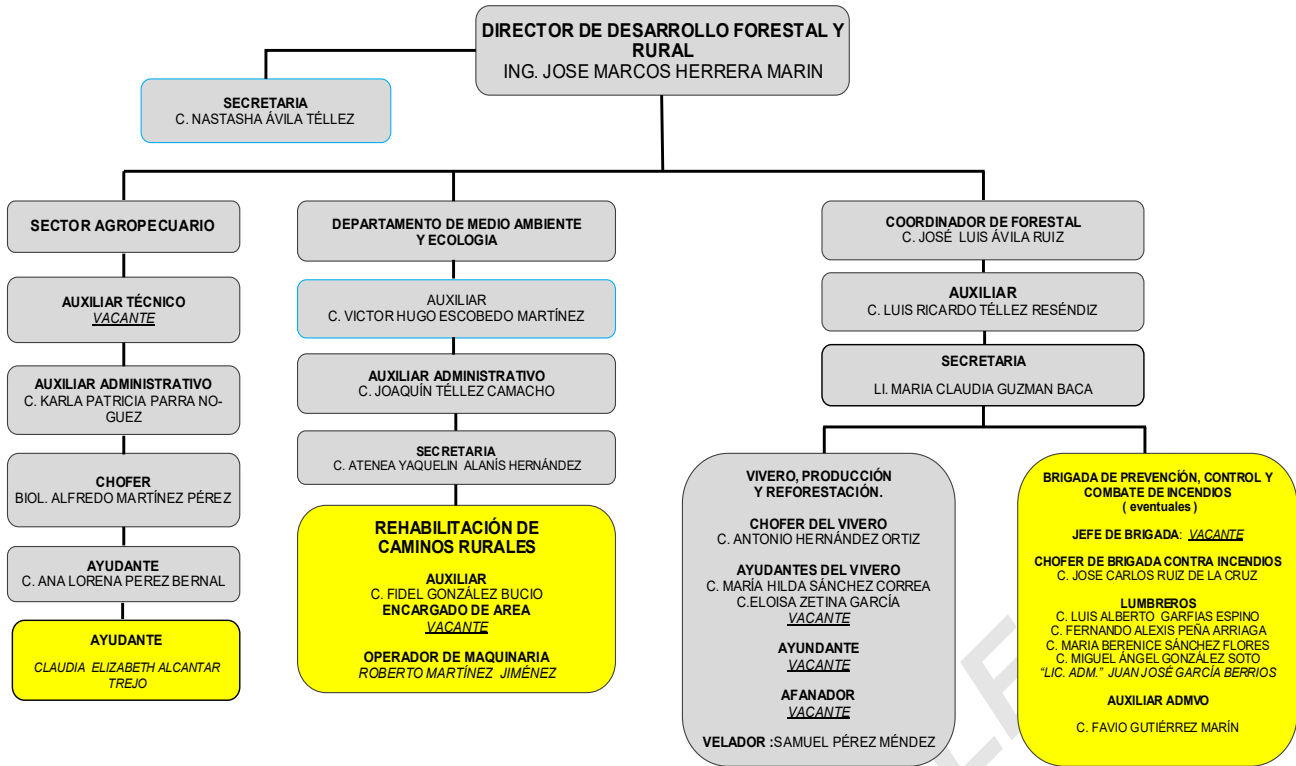 DIRECTOR DE DESARROLLO FORESTAL Y
RURAL
ING. JOSE MARCOS HERRERA MARIN
SECRETARIA
C. NASTASHA ÁVILA TÉLLEZ
SECTOR AGROPECUARIO
AUXILIAR TÉCNICO
VACANTE
AUXILIAR ADMINISTRATIVO
C. KARLA PATRICIA PARRA NO-
GUEZ
CHOFER
BIOL. ALFREDO MARTÍNEZ PÉREZ
AYUDANTE
C. ANA LORENA PEREZ BERNAL
AYUDANTE
CLAUDIA ELIZABETH ALCANTAR
TREJO
DEPARTAMENTO DE MEDIO AMBIENTE
Y ECOLOGIA
AUXILIAR
C. VICTOR HUGO ESCOBEDO MARTÍNEZ
AUXILIAR ADMINISTRATIVO
C. JOAQUÍN TÉLLEZ CAMACHO
SECRETARIA
C. ATENEA YAQUELIN ALANÍS HERNÁNDEZ
REHABILITACIÓN DE
CAMINOS RURALES
AUXILIAR
C. FIDEL GONZÁLEZ BUCIO
ENCARGADO DE AREA
VACANTE
OPERADOR DE MAQUINARIA
ROBERTO MARTÍNEZ JIMÉNEZ
COORDINADOR DE FORESTAL
C. JOSÉ LUIS ÁVILA RUIZ
AUXILIAR
C. LUIS RICARDO TÉLLEZ RESÉNDIZ
SECRETARIA
LI. MARIA CLAUDIA GUZMAN BACA
VIVERO, PRODUCCIÓN
Y REFORESTACIÓN.
CHOFER DEL VIVERO
C. ANTONIO HERNÁNDEZ ORTIZ
AYUDANTES DEL VIVERO
C. MARÍA HILDA SÁNCHEZ CORREA
C.ELOISA ZETINA GARCÍA
VACANTE
AYUNDANTE
VACANTE
AFANADOR
VACANTE
VELADOR :SAMUEL PÉREZ MÉNDEZ
BRIGADA DE PREVENCÍÓN, CONTROL Y
COMBATE DE INCENDIOS
( eventuales )
JEFE DE BRIGADA: VACANTE
CHOFER DE BRIGADA CONTRA INCENDIOS
C. JOSE CARLOS RUIZ DE LA CRUZ
LUMBREROS
C. LUIS ALBERTO GARFIAS ESPINO
C. FERNANDO ALEXIS PEÑA ARRIAGA
C. MARIA BERENICE SÁNCHEZ FLORES
C. MIGUEL ÁNGEL GONZÁLEZ SOTO
"LIC. ADM." JUAN JOSÉ GARCÍA BERRIOS
AUXILIAR ADMVO
C. FAVIO GUTIÉRREZ MARÍN